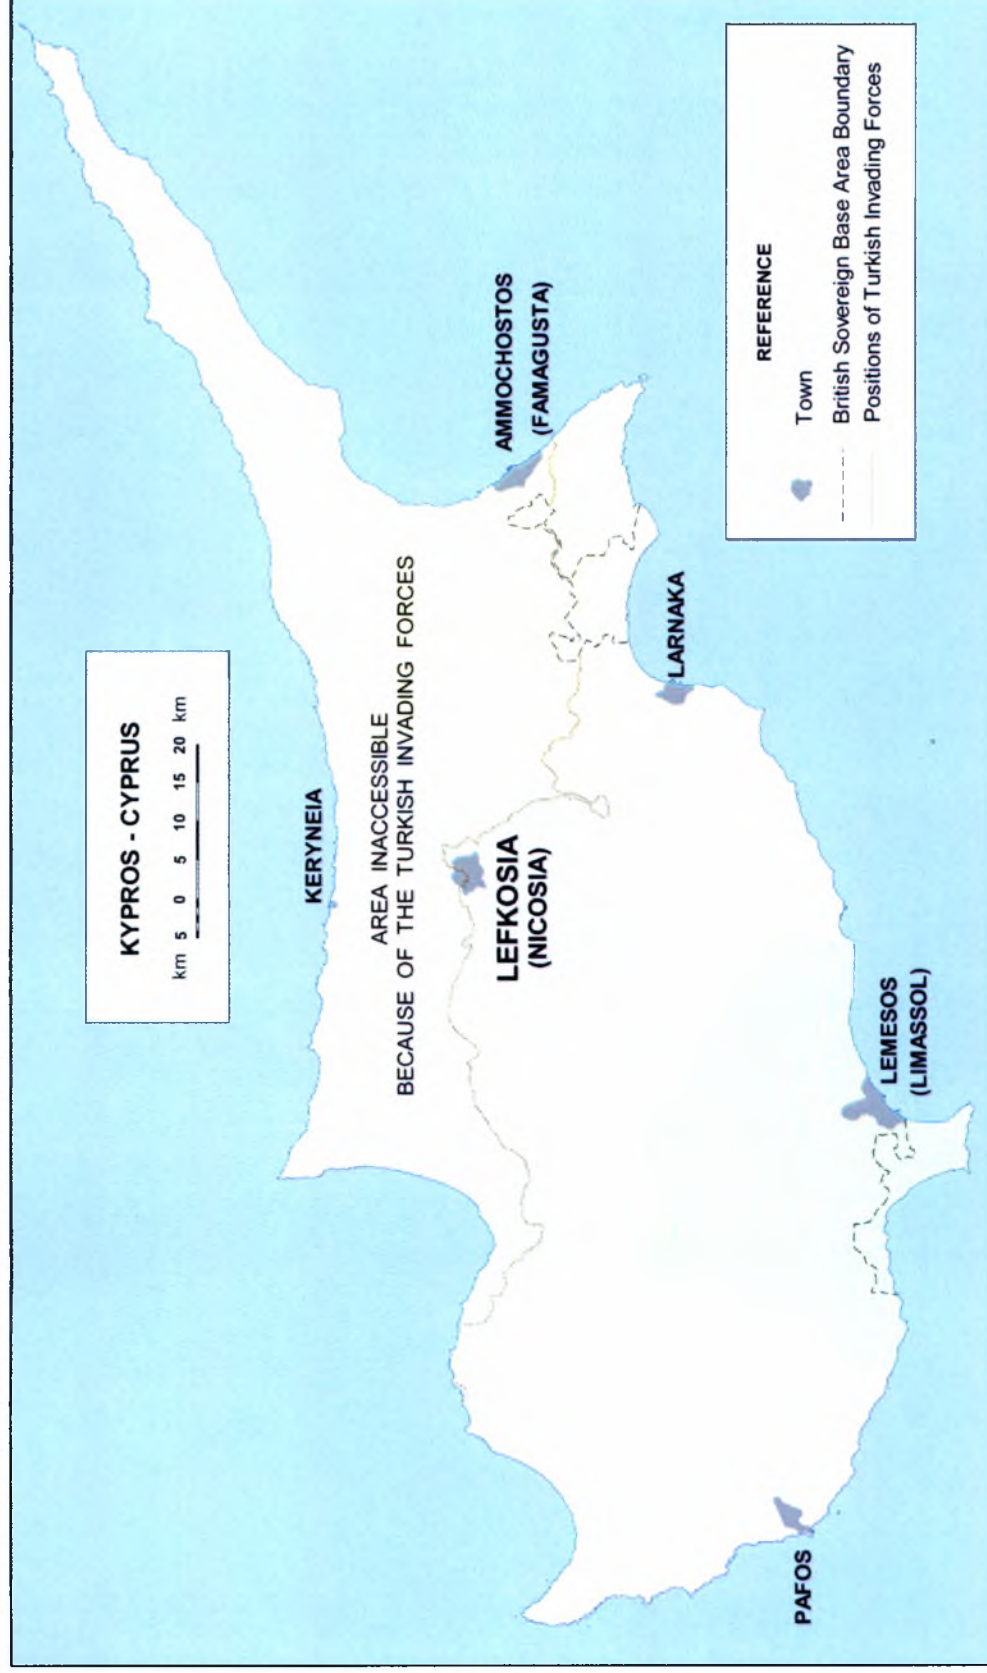 KYPROS - CYPRUS
km 5 0 5 10 15 20 km
KERYNEIA
AREA INACCESSIBLE
BECAUSE OF THE TURKISH INVADING FORCES
AMMOCHOSTOS
(FAMAGUSTA)
LEFKOSIA
(NICOSIA)
LARNAKA
LEMESOS
(LIMASSOL)
PAFOS
REFERENCE
Town
British Sovereign Base Area Boundary
Positions of Turkish Invading Forces